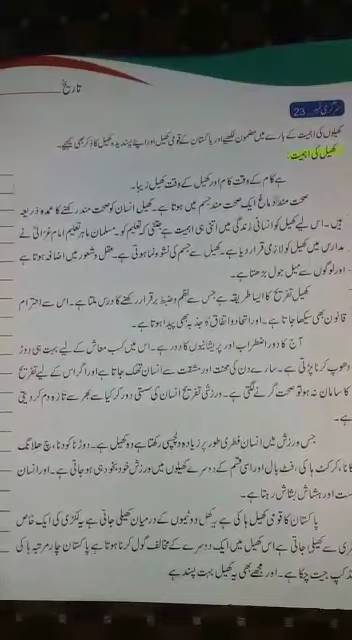 تاریخ
سرگرمی نمبر 23
کھیلوں کی اہمیت کے بارے میں مضمون لکھیے اور پاکستان کے قومی کھیل اور اپنے پسندیدہ کھیل کا ذکر بھی کیجیے۔
کھیل کی اہمیت:
ہے کام کے وقت کام اور کھیل کے وقت کھیل زیبا۔
صحت مند دماغ ایک صحت مند جسم میں ہوتا ہے۔ کھیل انسان کو صحت مند رکھنے کا عمدہ ذریعہ
ہیں۔ اس لیے کھیل کو انسانی زندگی میں اتنی ہی اہمیت ہے جتنی کہ تعلیم کو۔ مسلمان ماہر تعلیم امام غزالی نے
مدارس میں کھیل کو لازمی قرار دیا ہے۔ کھیل سے جسم کی نشوونما ہوتی ہے۔ عقل و شعور میں اضافہ ہوتا ہے
اور لوگوں سے میل جول بڑھتا ہے۔
کھیل تفریح کا ایسا طریقہ ہے جس سے نظم و ضبط برقرار رکھنے کا درس ملتا ہے۔ اس سے احترام
قانون بھی سیکھا جاتا ہے۔ اور اتحاد و اتفاق کا جذبہ بھی پیدا ہوتا ہے۔
آج کا دور اضطراب اور پریشانیوں کا دور ہے۔ اس میں کسب معاش کے لیے بہت ہی دوڑ
دھوپ کرنا پڑتی ہے۔ سارے دن کی محنت اور مشقت سے انسان تھک جاتا ہے اور اگر اس کے لیے تفریح
کا سامان نہ ہو تو صحت گرنے لگتی ہے۔ ورزشی تفریح انسان کی سستی دور کر کیا سے پھر سے تازہ دم کر دیتی
ہے۔
جس ورزش میں انسان فطری طور پر زیادہ دلچسپی رکھتا ہے وہ کھیل ہے۔ دوڑنا کودنا،
کرکٹ ہاکی، فٹ بال اور اسی قسم کے دوسرے کھیلوں میں ورزش خود بخود ہی ہو جاتی ہے۔ اور انسان
اور ہشاش بشاش رہتا ہے۔
پاکستان کا قومی کھیل ہاکی ہے یہ کھیل دو ٹیموں کے درمیان کھیلی جاتی ہے یہ لکڑی کی ایک خاص
سے کھیلی جاتی ہے اس کھیل میں ایک دوسرے کے مخالف گول کرنا ہوتا ہے پاکستان چار مرتبہ ہاکی
کپ جیت چکا ہے۔ اور مجھے بھی یہ کھیل بہت پسند ہے